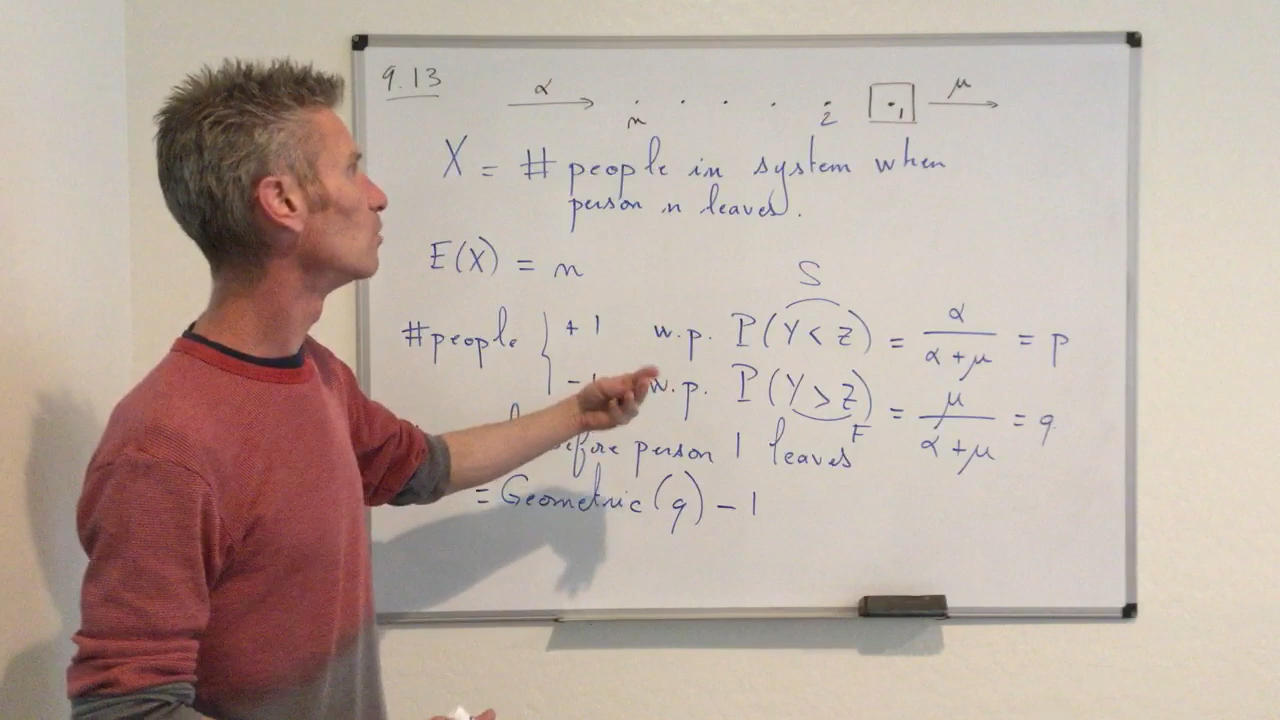 9.13
α n . . . 2 .1 μ
X = # people in system when
person n leaves.
E(X) = n
S
#people { +1 w.p. P(Y < Z) = α/(α+μ) = p
-1 w.p. P(Y > Z) = μ/(α+μ) = q
F
before person 1 leaves
= Geometric(q) - 1